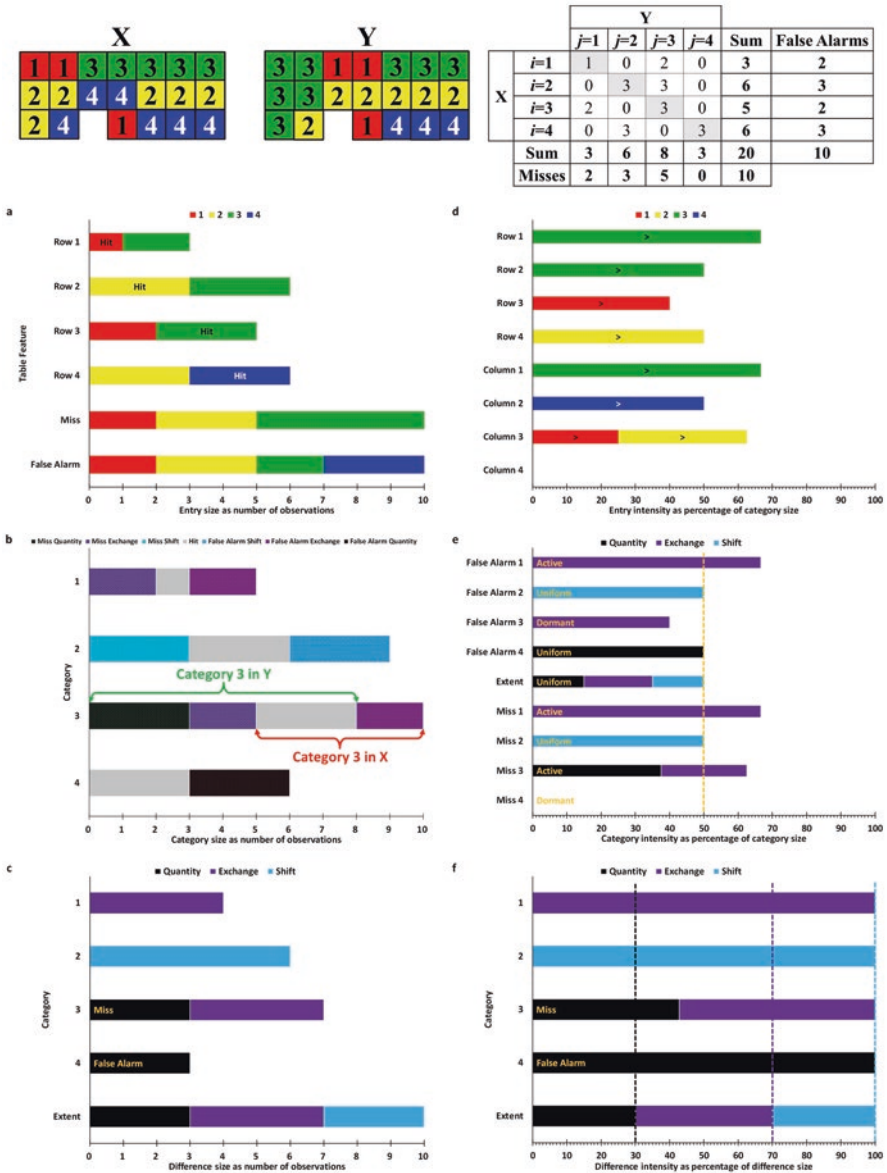 X Y
1 1 3 3 3 3 3 3 3 1 1 3 3 3
2 2 4 4 2 2 2 3 3 2 2 2 2 2
2 4 1 4 4 4 3 2 1 4 4 4
Y
j=1 j=2 j=3 j=4 Sum False Alarms
X
i=1 1 0 2 0 3 2
i=2 0 3 3 0 6 3
i=3 2 0 3 0 5 2
i=4 0 3 0 3 6 3
Sum 3 6 8 3 20 10
Misses 2 3 5 0 10
a
1 2 3 4
Table Feature
Row 1 Hit
Row 2 Hit
Row 3 Hit
Row 4 Hit
Miss
False Alarm
0 1 2 3 4 5 6 7 8 9 10
Entry size as number of observations
d
1 2 3 4
Row 1 >
Row 2 >
Row 3 >
Row 4 >
Column 1 >
Column 2 >
Column 3 > >
Column 4
0 10 20 30 40 50 60 70 80 90 100
Entry intensity as percentage of category size
b
Miss Quantity Miss Exchange Miss Shift Hit False Alarm Shift False Alarm Exchange False Alarm Quantity
Category
1
2
Category 3 in Y
3
Category 3 in X
4
0 1 2 3 4 5 6 7 8 9 10
Category size as number of observations
e
Quantity Exchange Shift
False Alarm 1 Active
False Alarm 2 Uniform
False Alarm 3 Dormant
False Alarm 4 Uniform
Extent Uniform
Miss 1 Active
Miss 2 Uniform
Miss 3 Active
Miss 4 Dormant
0 10 20 30 40 50 60 70 80 90 100
Category intensity as percentage of category size
c
Quantity Exchange Shift
Category
1
2
3 Miss
4 False Alarm
Extent
0 1 2 3 4 5 6 7 8 9 10
Difference size as number of observations
f
Quantity Exchange Shift
Category
1
2
3 Miss
4 False Alarm
Extent
0 10 20 30 40 50 60 70 80 90 100
Difference intensity as percentage of difference size